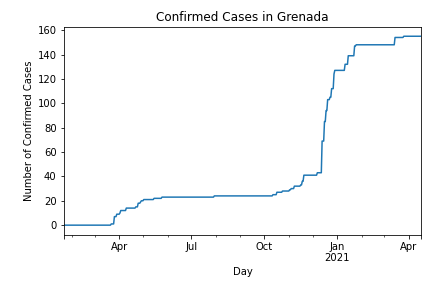 Confirmed Cases in Grenada
160
140
120
100
80
60
40
20
0
Number of Confirmed Cases
Apr
Jul
Oct
Jan
2021
Apr
Day